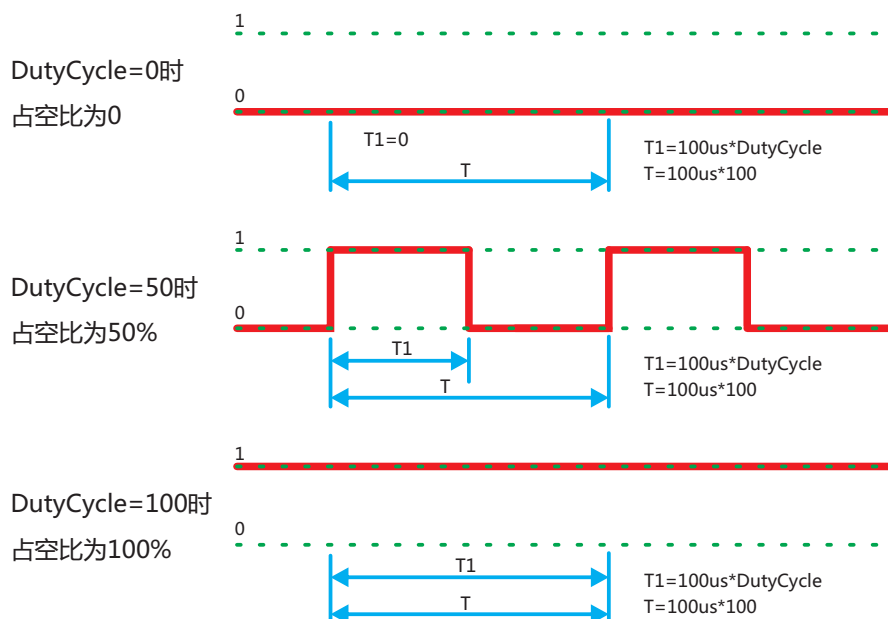 1
DutyCycle=0时
占空比为0
0
T1=0
T
T1=100us*DutyCycle
T=100us*100
1
DutyCycle=50时
占空比为50%
0
T1
T
T1=100us*DutyCycle
T=100us*100
1
DutyCycle=100时
占空比为100%
0
T1
T
T1=100us*DutyCycle
T=100us*100